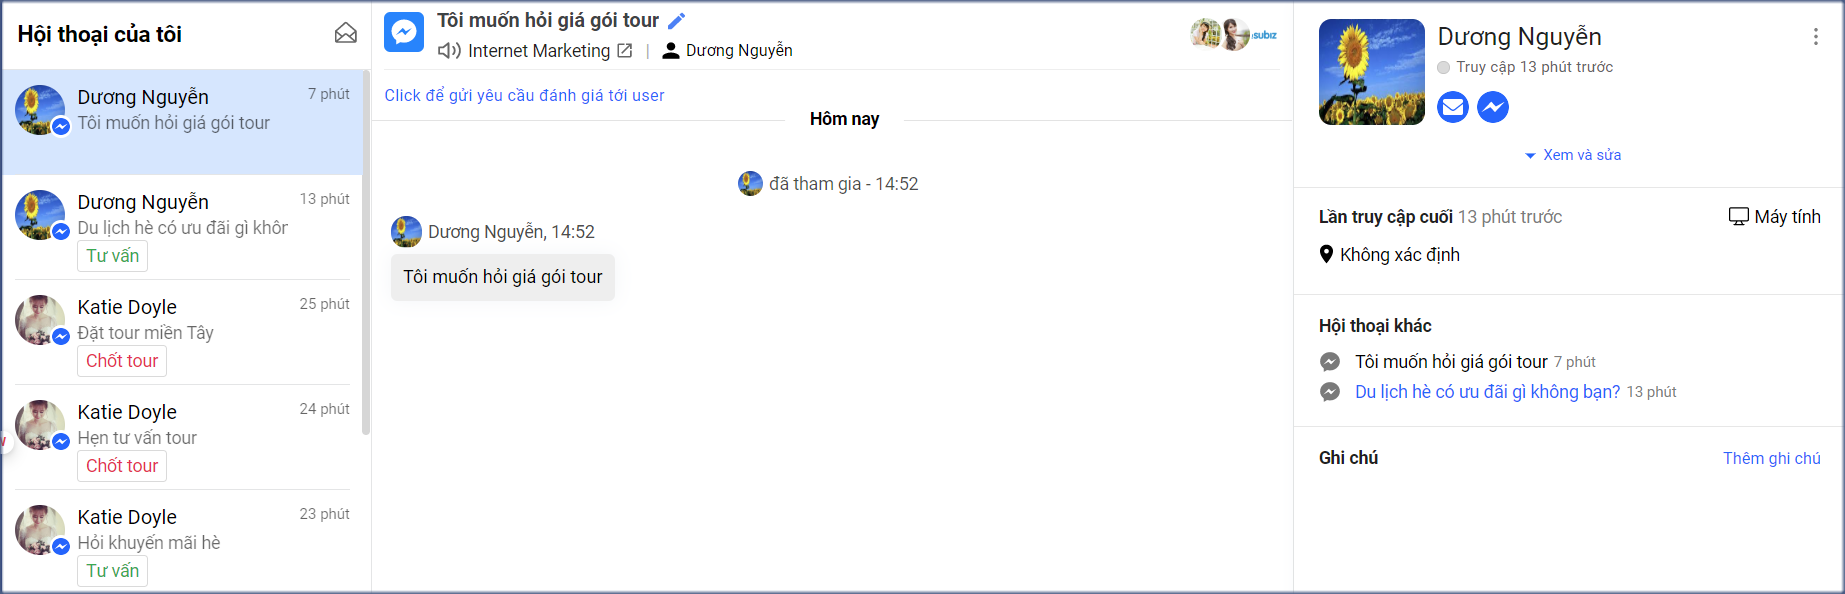 Hội thoại của tôi
Dương Nguyễn
7 phút
Tôi muốn hỏi giá gói tour
Dương Nguyễn
13 phút
Du lịch hè có ưu đãi gì khôn
Tư vấn
Katie Doyle
25 phút
Đặt tour miền Tây
Chốt tour
Katie Doyle
24 phút
Hẹn tư vấn tour
Chốt tour
Katie Doyle
23 phút
Hỏi khuyến mãi hè
Tư vấn
Tôi muốn hỏi giá gói tour
Internet Marketing | Dương Nguyễn
subiz
Click để gửi yêu cầu đánh giá tới user
Hôm nay
đã tham gia - 14:52
Dương Nguyễn, 14:52
Tôi muốn hỏi giá gói tour
Dương Nguyễn
Truy cập 13 phút trước
Xem và sửa
Lần truy cập cuối 13 phút trước
Máy tính
Không xác định
Hội thoại khác
Tôi muốn hỏi giá gói tour 7 phút
Du lịch hè có ưu đãi gì không bạn? 13 phút
Ghi chú
Thêm ghi chú